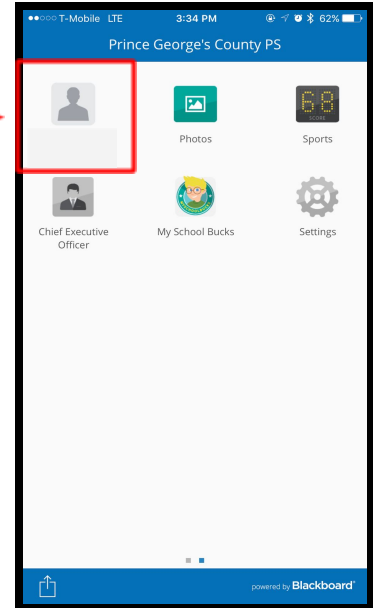 T-Mobile LTE 3:34 PM 62%
Prince George's County PS
68
SCORE
Photos Sports
Chief Executive My School Bucks Settings
Officer
powered by Blackboard